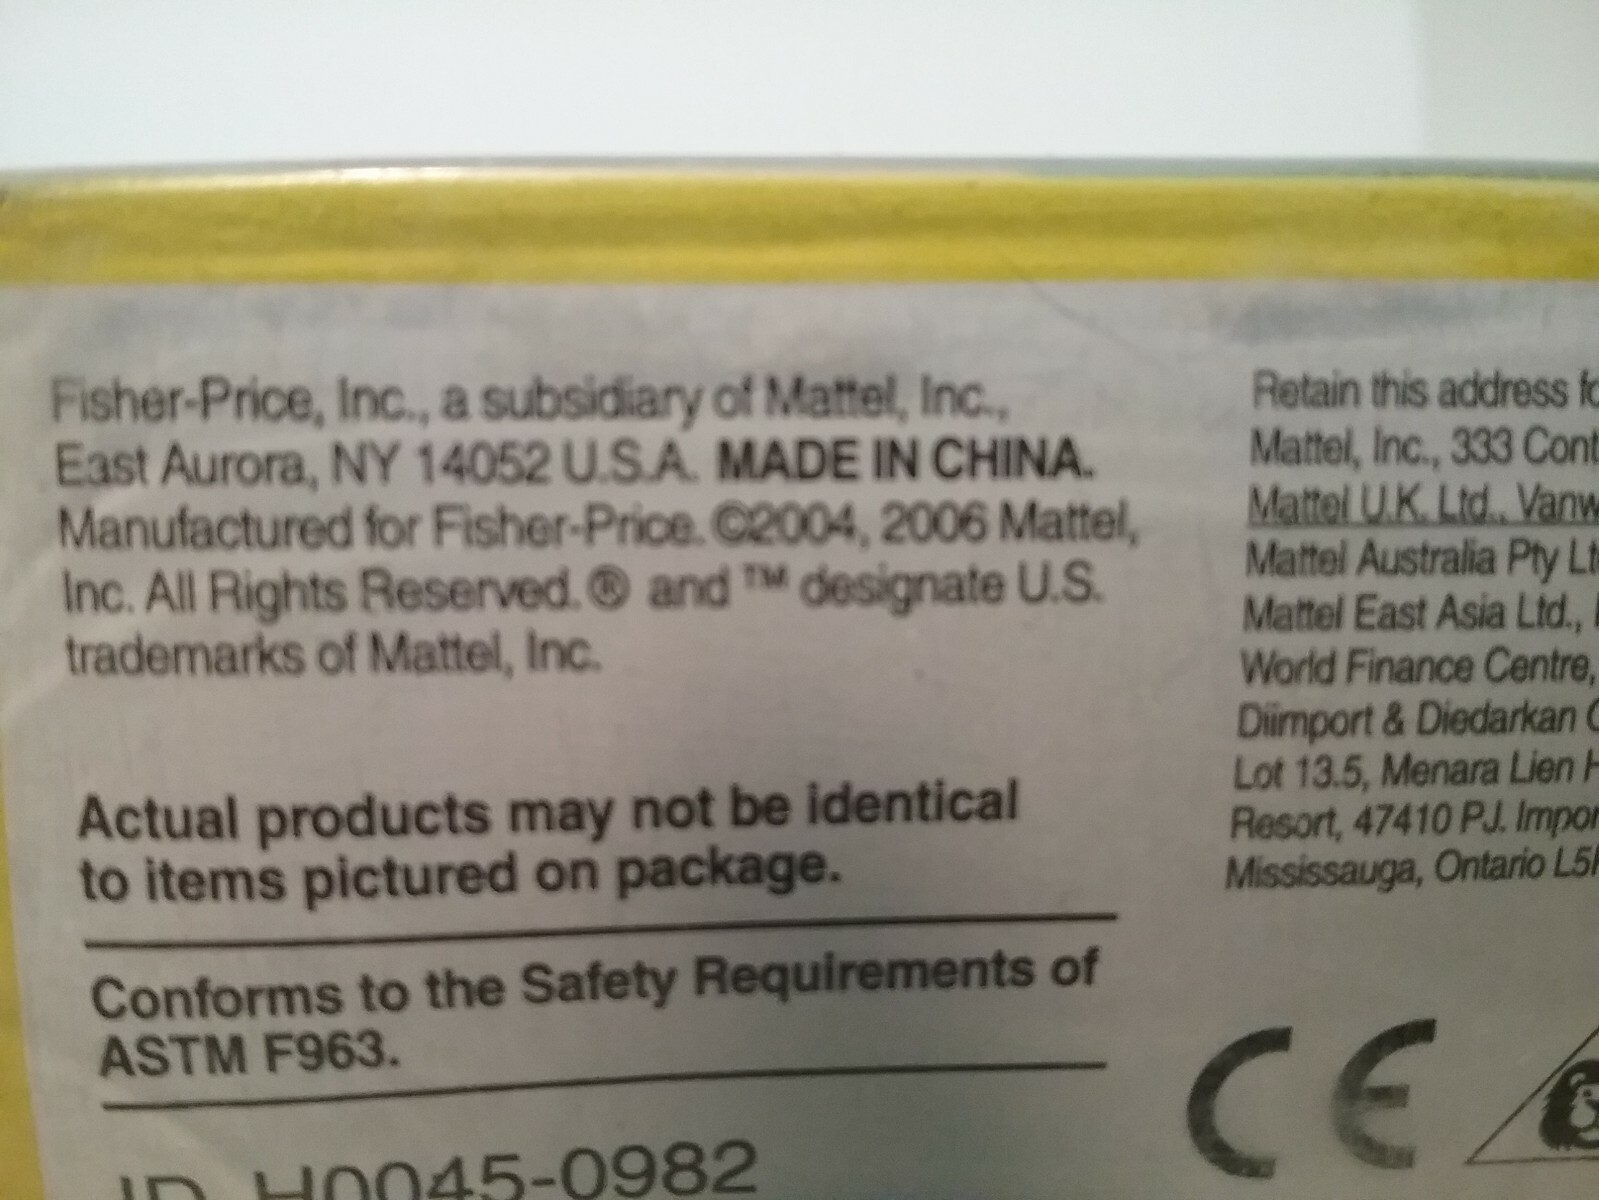 Fisher-Price, Inc., a subsidiary of Mattel, Inc.,
East Aurora, NY 14052 U.S.A. MADE IN CHINA.
Manufactured for Fisher-Price. ©2004, 2006 Mattel,
Inc. All Rights Reserved. ® and ™ designate U.S.
trademarks of Mattel, Inc.
Actual products may not be identical
to items pictured on package.
Conforms to the Safety Requirements of
ASTM F963.
ID H0045-0982
Retain this address
Mattel, Inc., 333
Mattel U.K. Ltd.,
Mattel Australia Pty
Mattel East Asia Ltd.,
World Finance Centre,
Diimport & Diedarkan
Lot 13.5, Menara Lien
Resort, 47410 PJ.
Mississauga, Ontario
CE